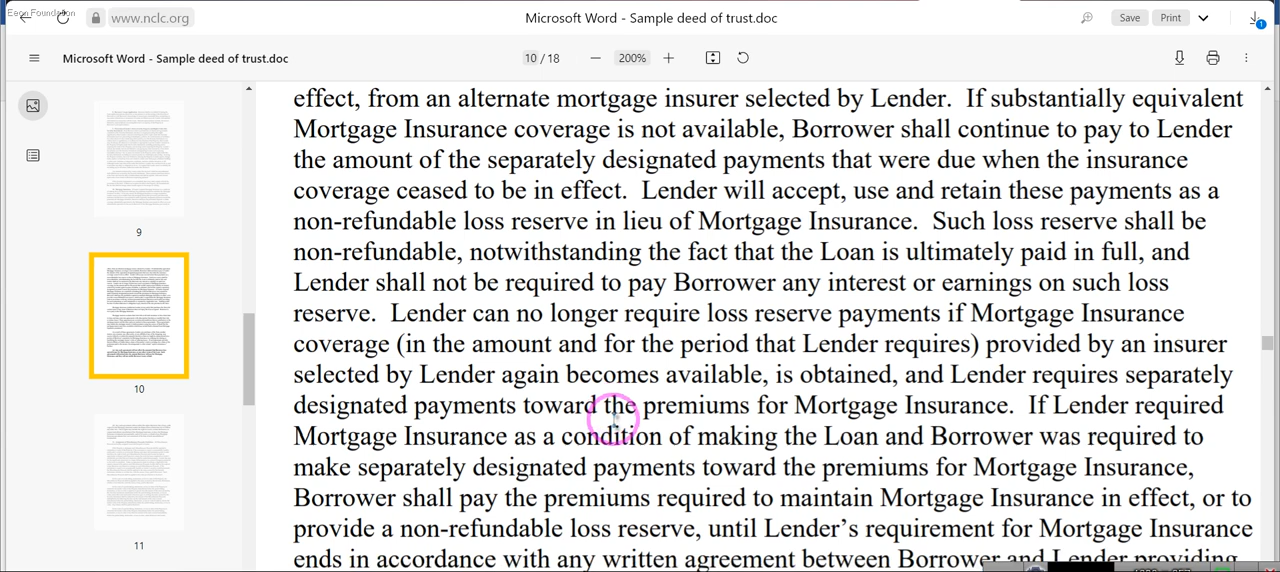 Eeon Foundation
www.nclc.org
Microsoft Word - Sample deed of trust.doc
Save
Print
1
Microsoft Word - Sample deed of trust.doc
10 / 18
200%
9
10
11
effect, from an alternate mortgage insurer selected by Lender. If substantially equivalent
Mortgage Insurance coverage is not available, Borrower shall continue to pay to Lender
the amount of the separately designated payments that were due when the insurance
coverage ceased to be in effect. Lender will accept, use and retain these payments as a
non-refundable loss reserve in lieu of Mortgage Insurance. Such loss reserve shall be
non-refundable, notwithstanding the fact that the Loan is ultimately paid in full, and
Lender shall not be required to pay Borrower any interest or earnings on such loss
reserve. Lender can no longer require loss reserve payments if Mortgage Insurance
coverage (in the amount and for the period that Lender requires) provided by an insurer
selected by Lender again becomes available, is obtained, and Lender requires separately
designated payments toward the premiums for Mortgage Insurance. If Lender required
Mortgage Insurance as a condition of making the Loan and Borrower was required to
make separately designated payments toward the premiums for Mortgage Insurance,
Borrower shall pay the premiums required to maintain Mortgage Insurance in effect, or to
provide a non-refundable loss reserve, until Lender's requirement for Mortgage Insurance
ends in accordance with any written agreement between Borrower and Lender providing